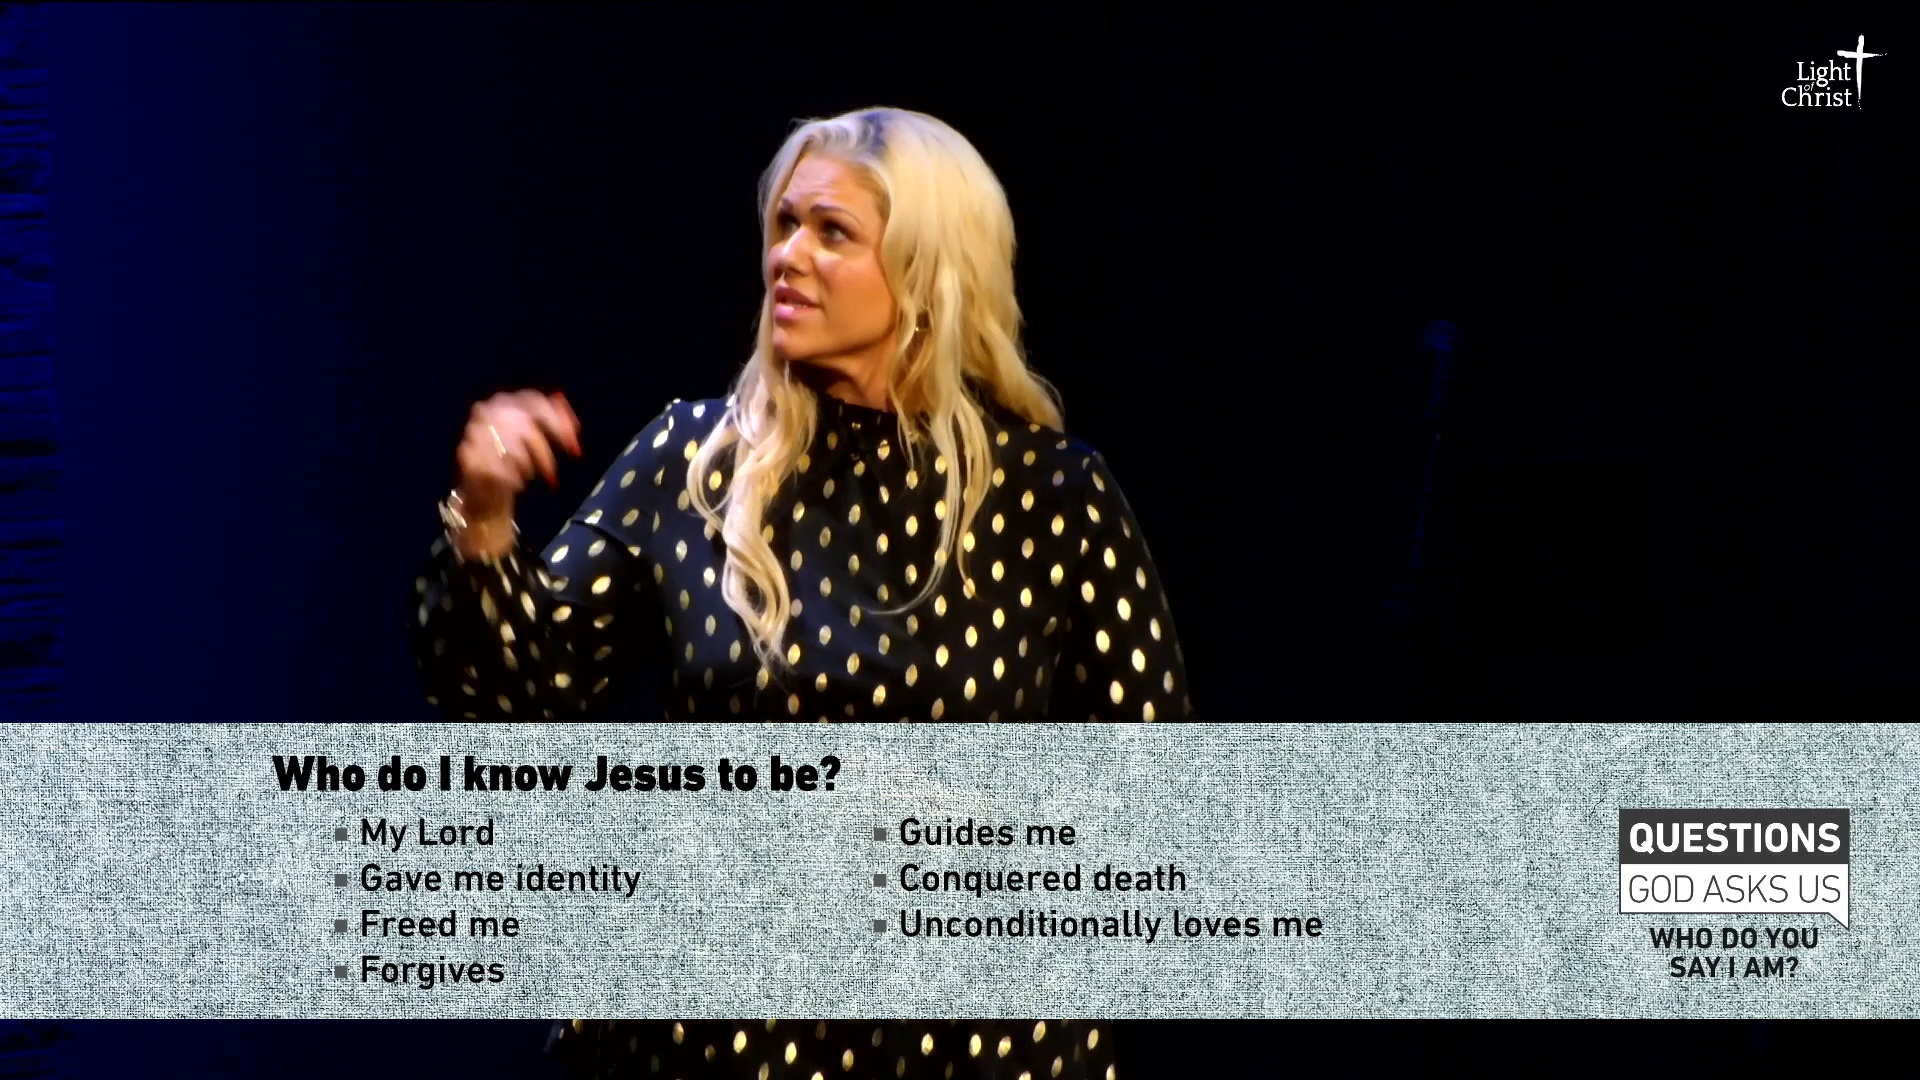 Light
of
Christ
Who do I know Jesus to be?
My Lord
Gave me identity
Freed me
Forgives
Guides me
Conquered death
Unconditionally loves me
QUESTIONS
GOD ASKS US
WHO DO YOU
SAY I AM?